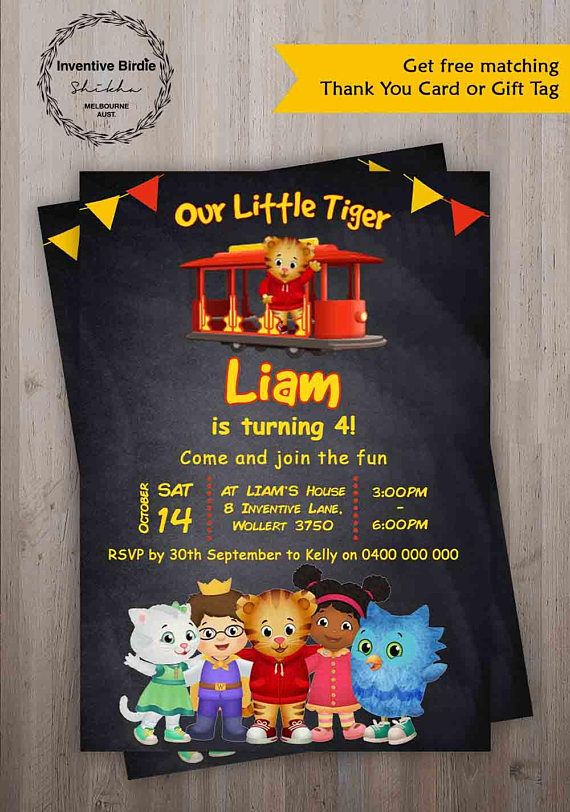 Inventive Birdie
Shikha
MELBOURNE
AUST.
Get free matching
Thank You Card or Gift Tag
Our Little Tiger
Liam
is turning 4!
Come and join the fun
October
SAT
14
AT LIAM'S HOUSE
8 INVENTIVE LANE,
WOLLERT 3750
3:00PM
-
6:00PM
RSVP by 30th September to Kelly on 0400 000 000